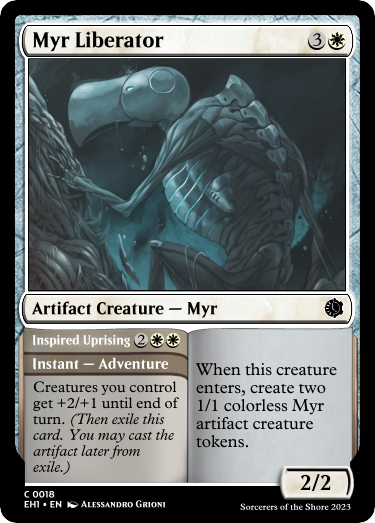 Myr Liberator 3
Artifact Creature — Myr
Inspired Uprising 2
Instant — Adventure
Creatures you control
get +2/+1 until end of
turn. (Then exile this
card. You may cast the
artifact later from
exile.)
When this creature
enters, create two
1/1 colorless Myr
artifact creature
tokens.
2/2
C 0018
EH1 • EN Alessandro Grioni
Sorcerers of the Shore 2023